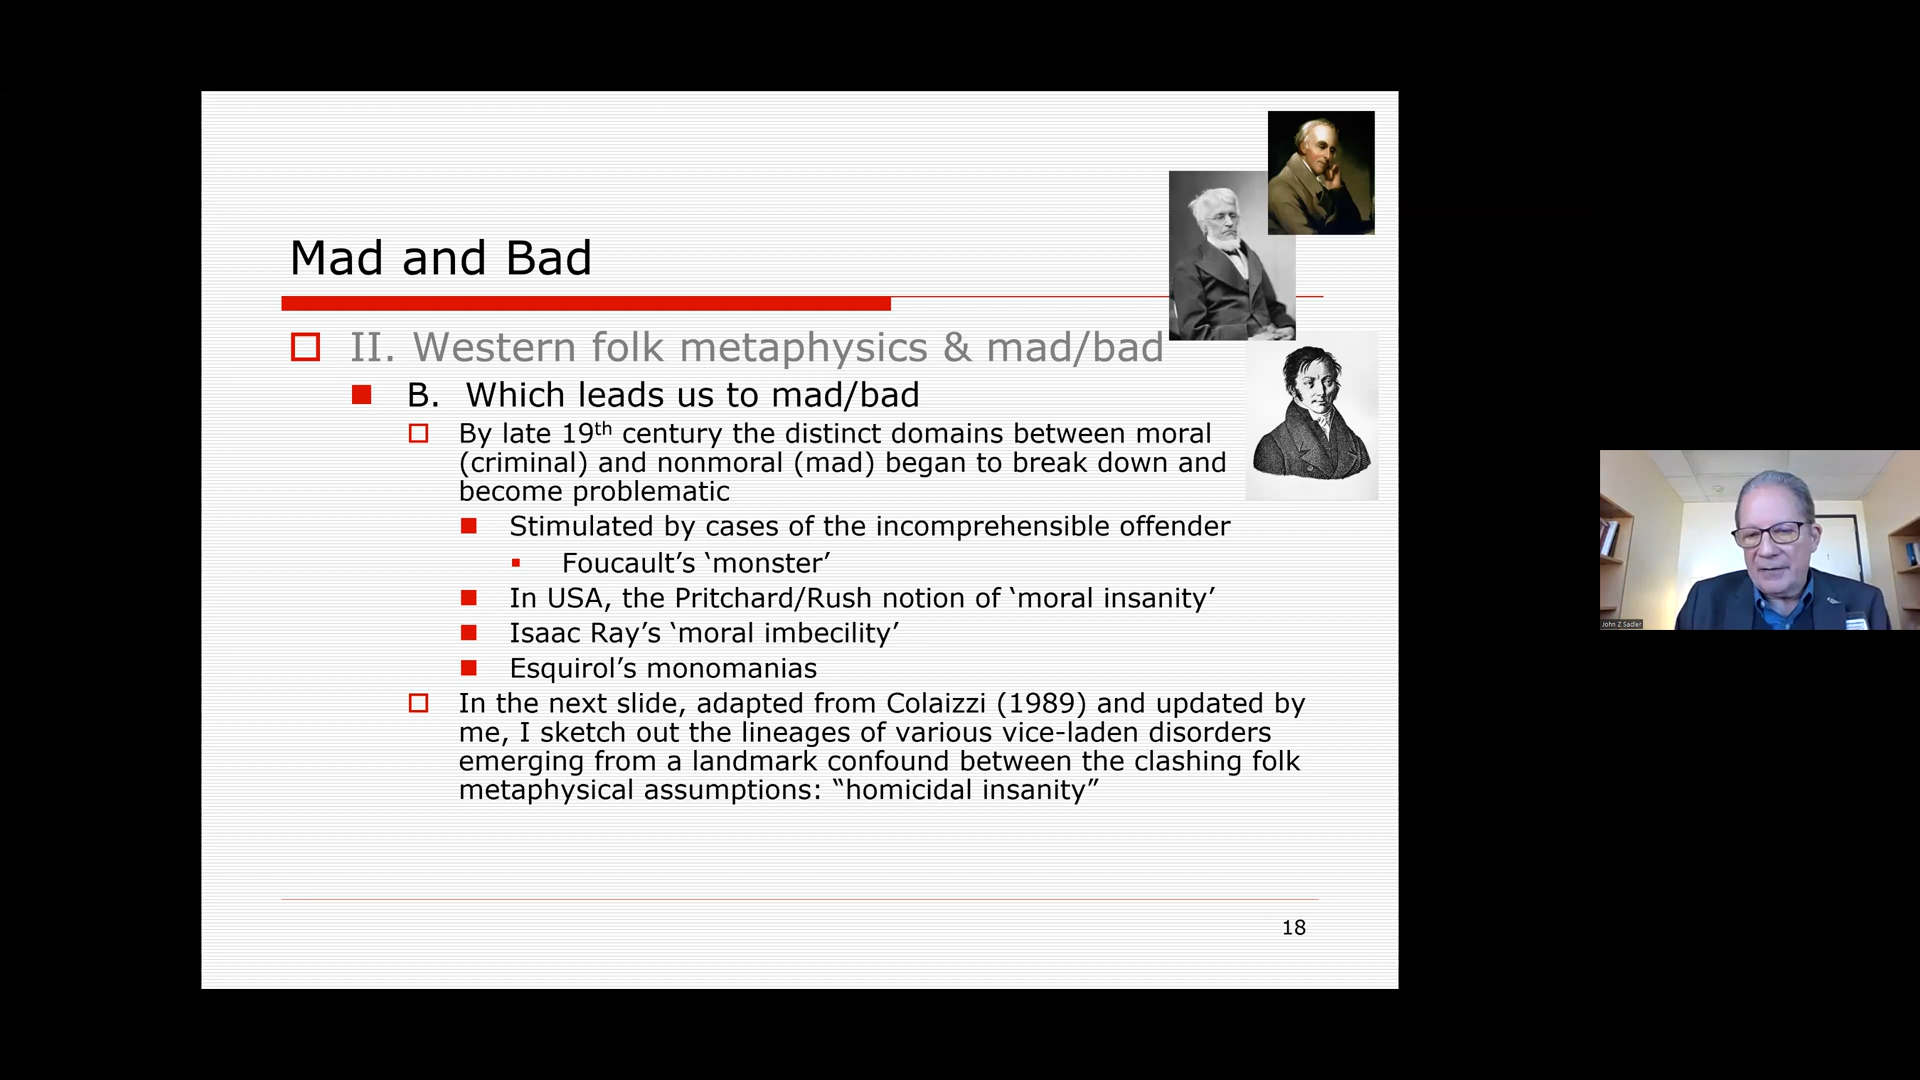 Mad and Bad
II. Western folk metaphysics & mad/bad
B. Which leads us to mad/bad
By late 19th century the distinct domains between moral
(criminal) and nonmoral (mad) began to break down and
become problematic
Stimulated by cases of the incomprehensible offender
Foucault’s ‘monster’
In USA, the Pritchard/Rush notion of ‘moral insanity’
Isaac Ray’s ‘moral imbecility’
Esquirol’s monomanias
In the next slide, adapted from Colaizzi (1989) and updated by
me, I sketch out the lineages of various vice-laden disorders
emerging from a landmark confound between the clashing folk
metaphysical assumptions: “homicidal insanity”
18
John Z Sadler